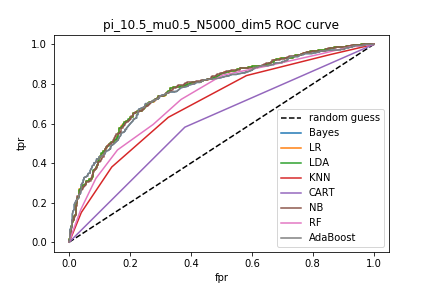 pi_10.5_mu0.5_N5000_dim5 ROC curve
tpr
1.0
0.8
0.6
0.4
0.2
0.0
random guess
Bayes
LR
LDA
KNN
CART
NB
RF
AdaBoost
0.0 0.2 0.4 0.6 0.8 1.0
fpr